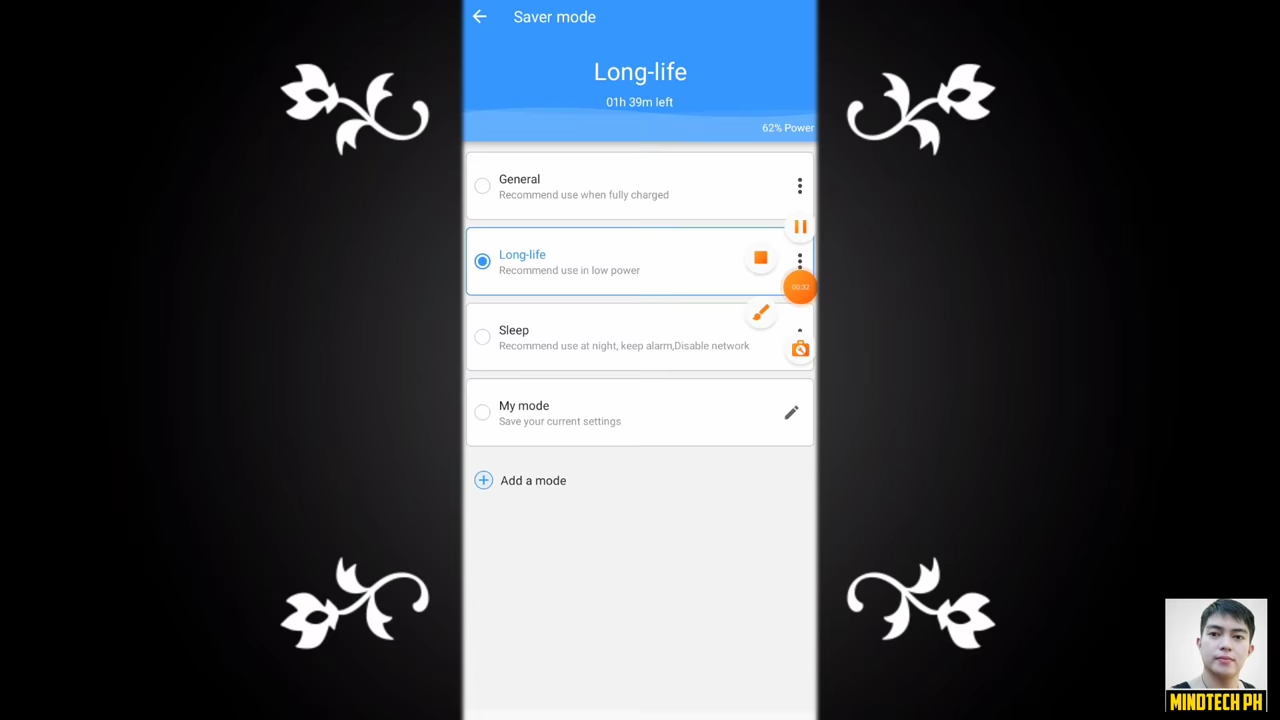 Saver mode
Long-life
01h 39m left
62% Power
General
Recommend use when fully charged
Long-life
Recommend use in low power
00:32
Sleep
Recommend use at night, keep alarm,Disable network
My mode
Save your current settings
Add a mode
MINDTECH PH